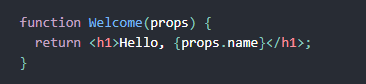 function Welcome(props) {
  return <h1>Hello, {props.name}</h1>;
}